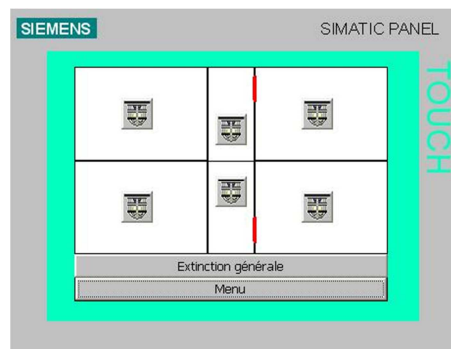 SIEMENS
SIMATIC PANEL
TOUCH
Extinction générale
Menu